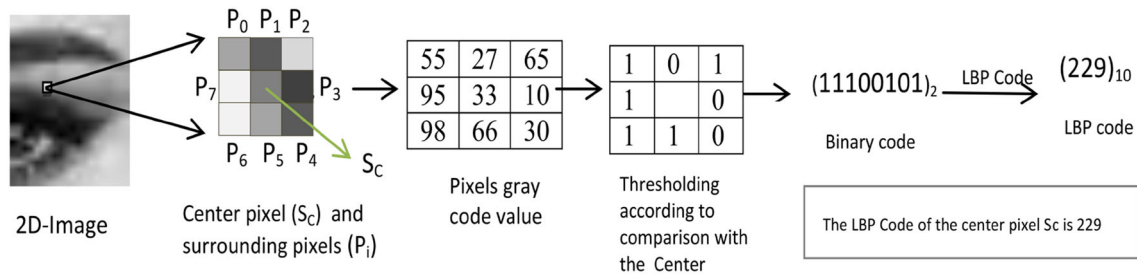 P0 P1 P2
P7 P3
P6 P5 P4
SC
2D-Image
Center pixel (SC) and
surrounding pixels (Pi)
55 27 65
95 33 10
98 66 30
Pixels gray
code value
1 0 1
1 0
1 1 0
Thresholding
according to
comparison with
the Center
(11100101)2
Binary code
LBP Code
(229)10
LBP code
The LBP Code of the center pixel Sc is 229